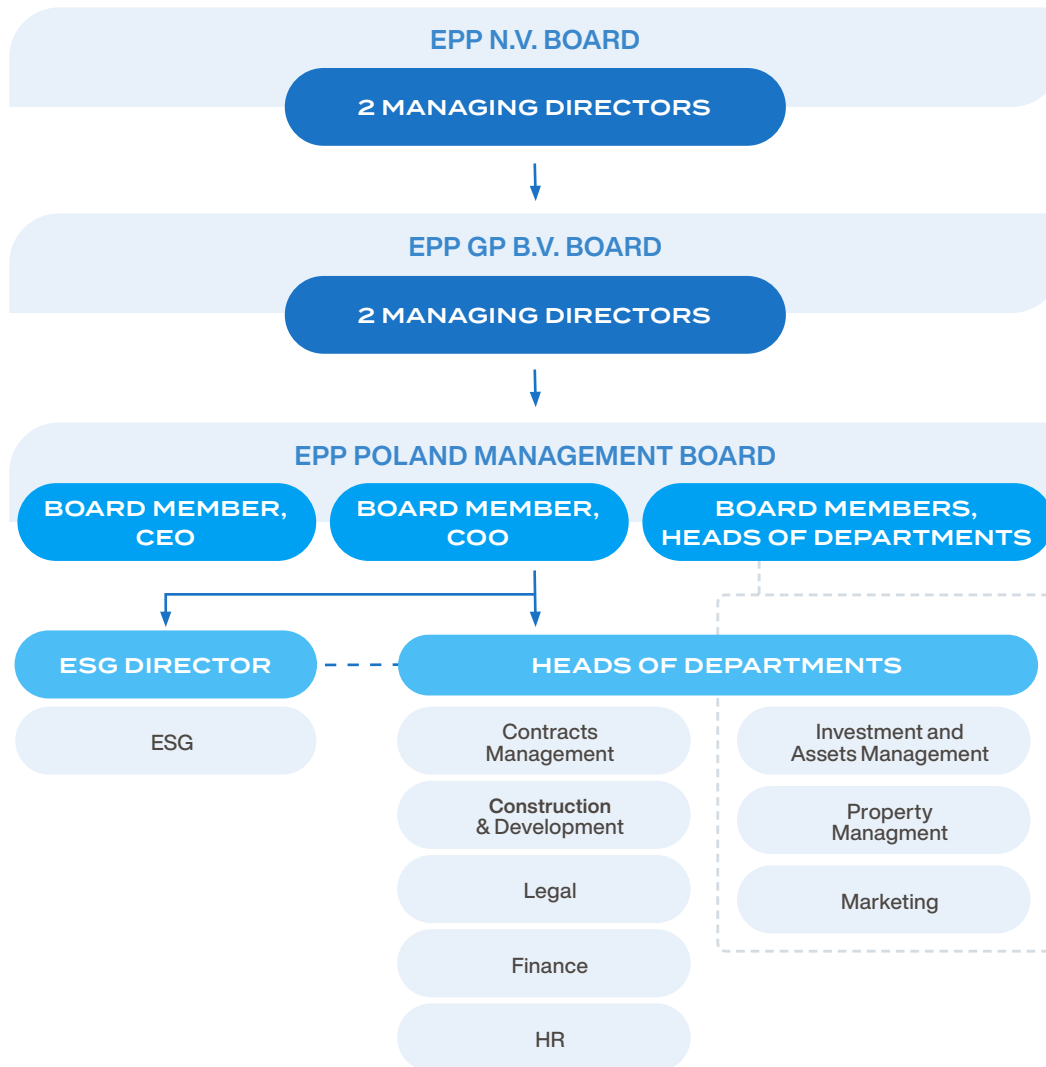 EPP N.V. BOARD
2 MANAGING DIRECTORS
EPP GP B.V. BOARD
2 MANAGING DIRECTORS
EPP POLAND MANAGEMENT BOARD
BOARD MEMBER,
CEO
BOARD MEMBER,
COO
BOARD MEMBERS,
HEADS OF DEPARTMENTS
ESG DIRECTOR
HEADS OF DEPARTMENTS
ESG
Contracts
Management
Construction
& Development
Legal
Finance
HR
Investment and
Assets Management
Property
Managment
Marketing